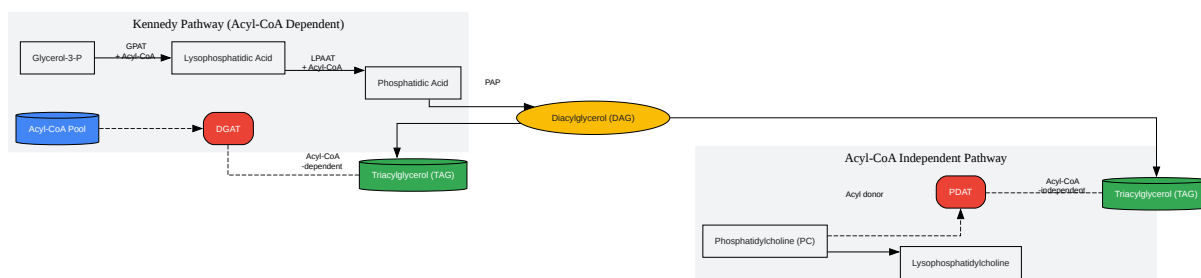 Kennedy Pathway (Acyl-CoA Dependent)
Glycerol-3-P
GPAT
+ Acyl-CoA
Lysophosphatidic Acid
LPAAT
+ Acyl-CoA
Phosphatidic Acid
PAP
Acyl-CoA Pool
DGAT
Diacylglycerol (DAG)
Acyl-CoA
-dependent
Triacylglycerol (TAG)
Acyl-CoA Independent Pathway
Acyl donor
PDAT
Acyl-CoA
-independent
Triacylglycerol (TAG)
Phosphatidylcholine (PC)
Lysophosphatidylcholine